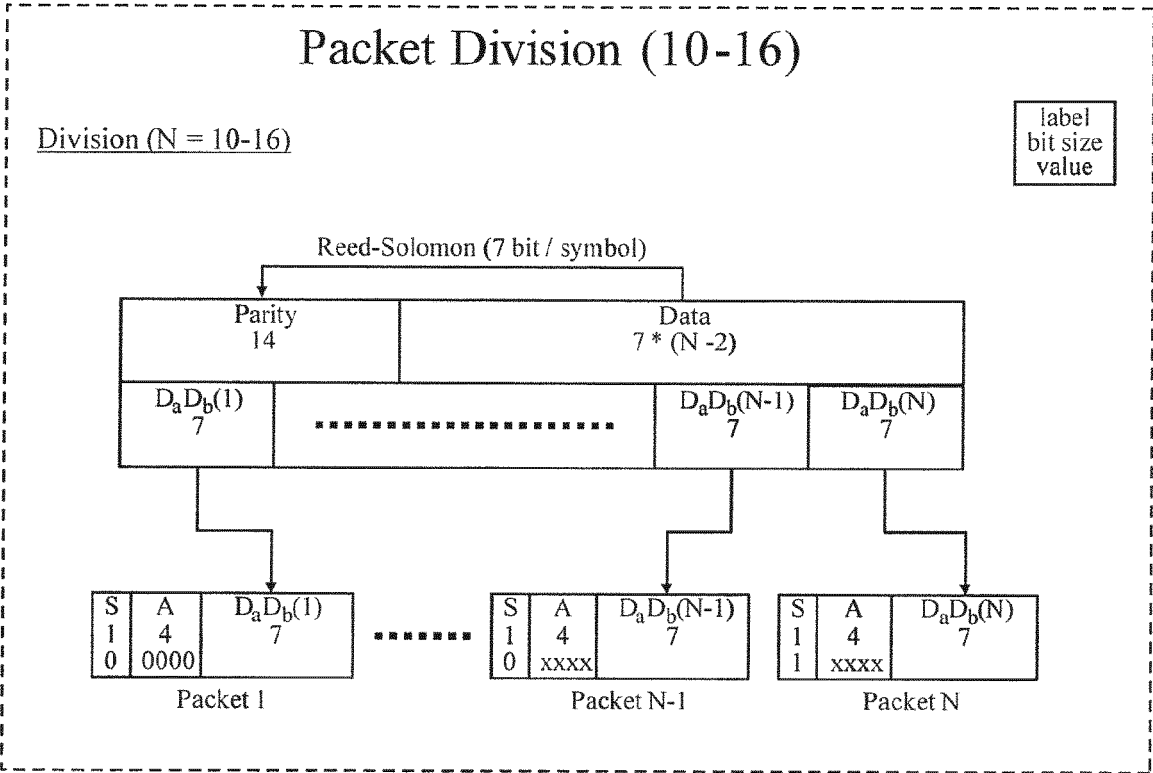 Packet Division (10-16)
label
bit size
value
Division (N = 10-16)
Reed-Solomon (7 bit / symbol)
Parity
14
Data
7 * (N -2)
DaDb(1)
7
DaDb(N-1)
7
DaDb(N)
7
S
1
0
A
4
0000
DaDb(1)
7
S
1
0
A
4
xxxx
DaDb(N-1)
7
S
1
1
A
4
xxxx
DaDb(N)
7
Packet 1
Packet N-1
Packet N